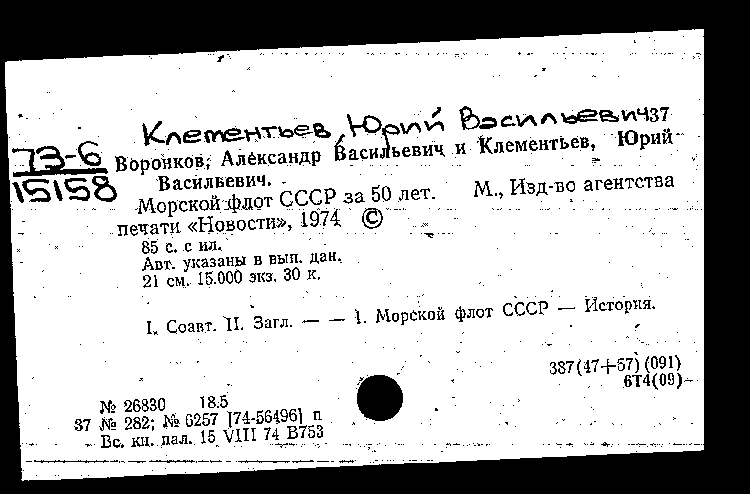 Клементьев, Юрий Васильевич 37
73-6
15158
Воронков, Александр Васильевич и Клементьев, Юрий
Васильевич.
Морской флот СССР за 50 лет. М., Изд-во агентства
печати «Новости», 1974 ©
85 с. с ил.
Авт. указаны в вып. дан.
21 см. 15.000 экз. 30 к.
I. Соавт. II. Загл. — — 1. Морской флот СССР — История.
387(47+57)(091)
6Т4(09)
№ 26830 18.5
37 № 282; № 6257 [74-56496] п
Вс. кн. пал. 15 VIII 74 В753